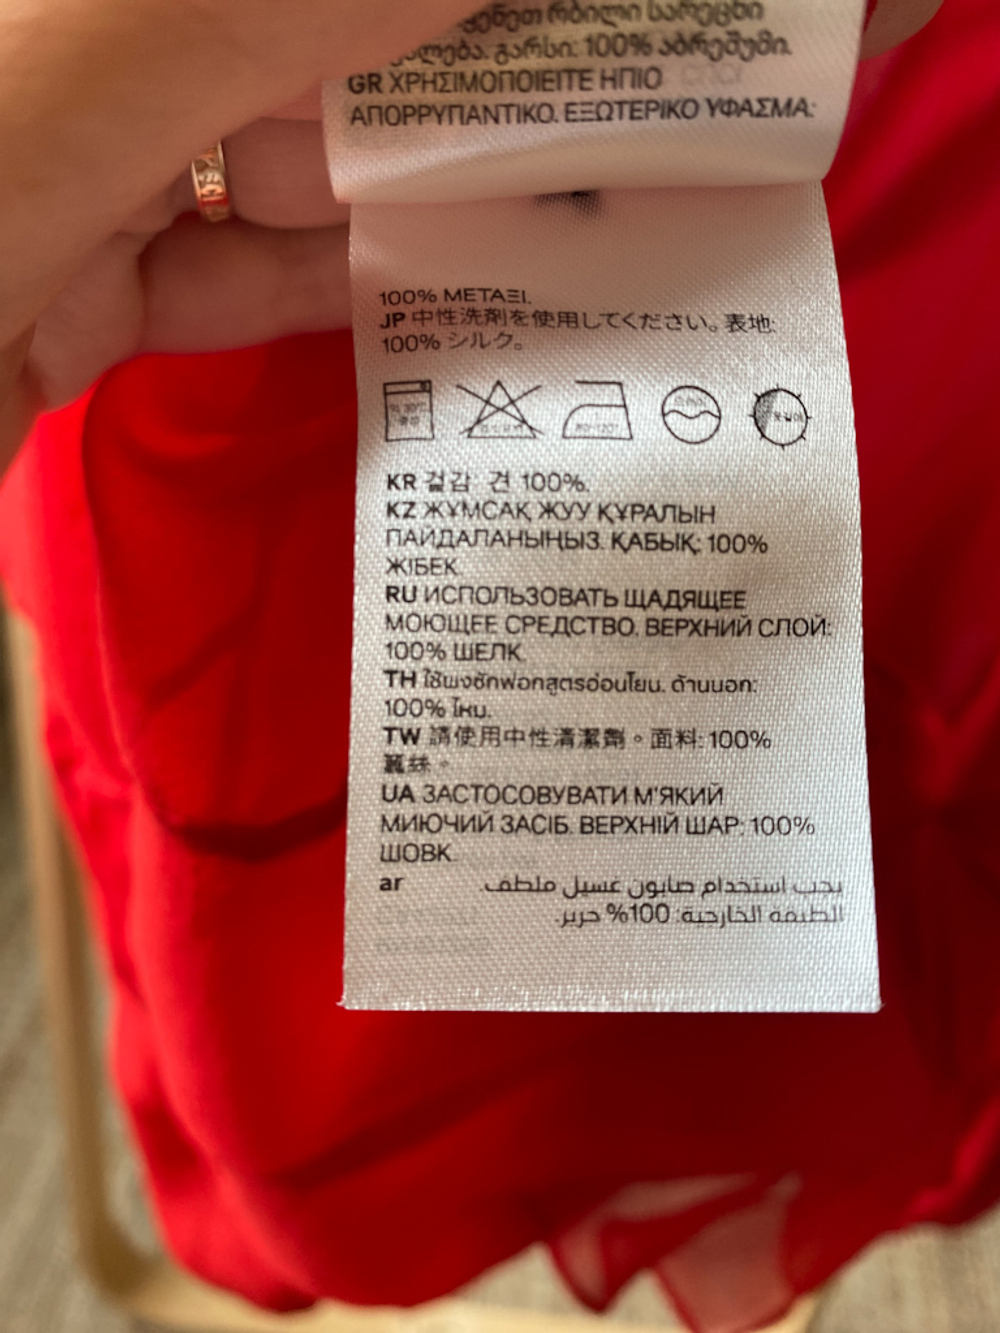 რბილი სარეცხი
გარსი: 100% აბრეშუმი.
GR ΧΡΗΣΙΜΟΠΟΙΕΙΤΕ ΗΠΙΟ
ΑΠΟΡΡΥΠΑΝΤΙΚΟ. ΕΞΩΤΕΡΙΚΟ ΥΦΑΣΜΑ:
100% ΜΕΤΑΞΙ.
JP 中性洗剤を使用してください。表地:
100% シルク。
KR 겉감 견 100%.
KZ ЖҰМСАҚ ЖУУ ҚҰРАЛЫН
ПАЙДАЛАНЫҢЫЗ. ҚАБЫҚ: 100%
ЖІБЕК
RU ИСПОЛЬЗОВАТЬ ЩАДЯЩЕЕ
МОЮЩЕЕ СРЕДСТВО. ВЕРХНИЙ СЛОЙ:
100% ШЕЛК
TH ใช้ผงซักฟอกสูตรอ่อนโยน. ด้านนอก:
100% ไหม.
TW 請使用中性清潔劑。面料: 100%
蠶絲。
UA ЗАСТОСОВУВАТИ М'ЯКИЙ
МИЮЧИЙ ЗАСІБ. ВЕРХНІЙ ШАР: 100%
ШОВК
ar يجب استخدام صابون غسيل ملطف.
الطبقة الخارجية: 100% حرير.